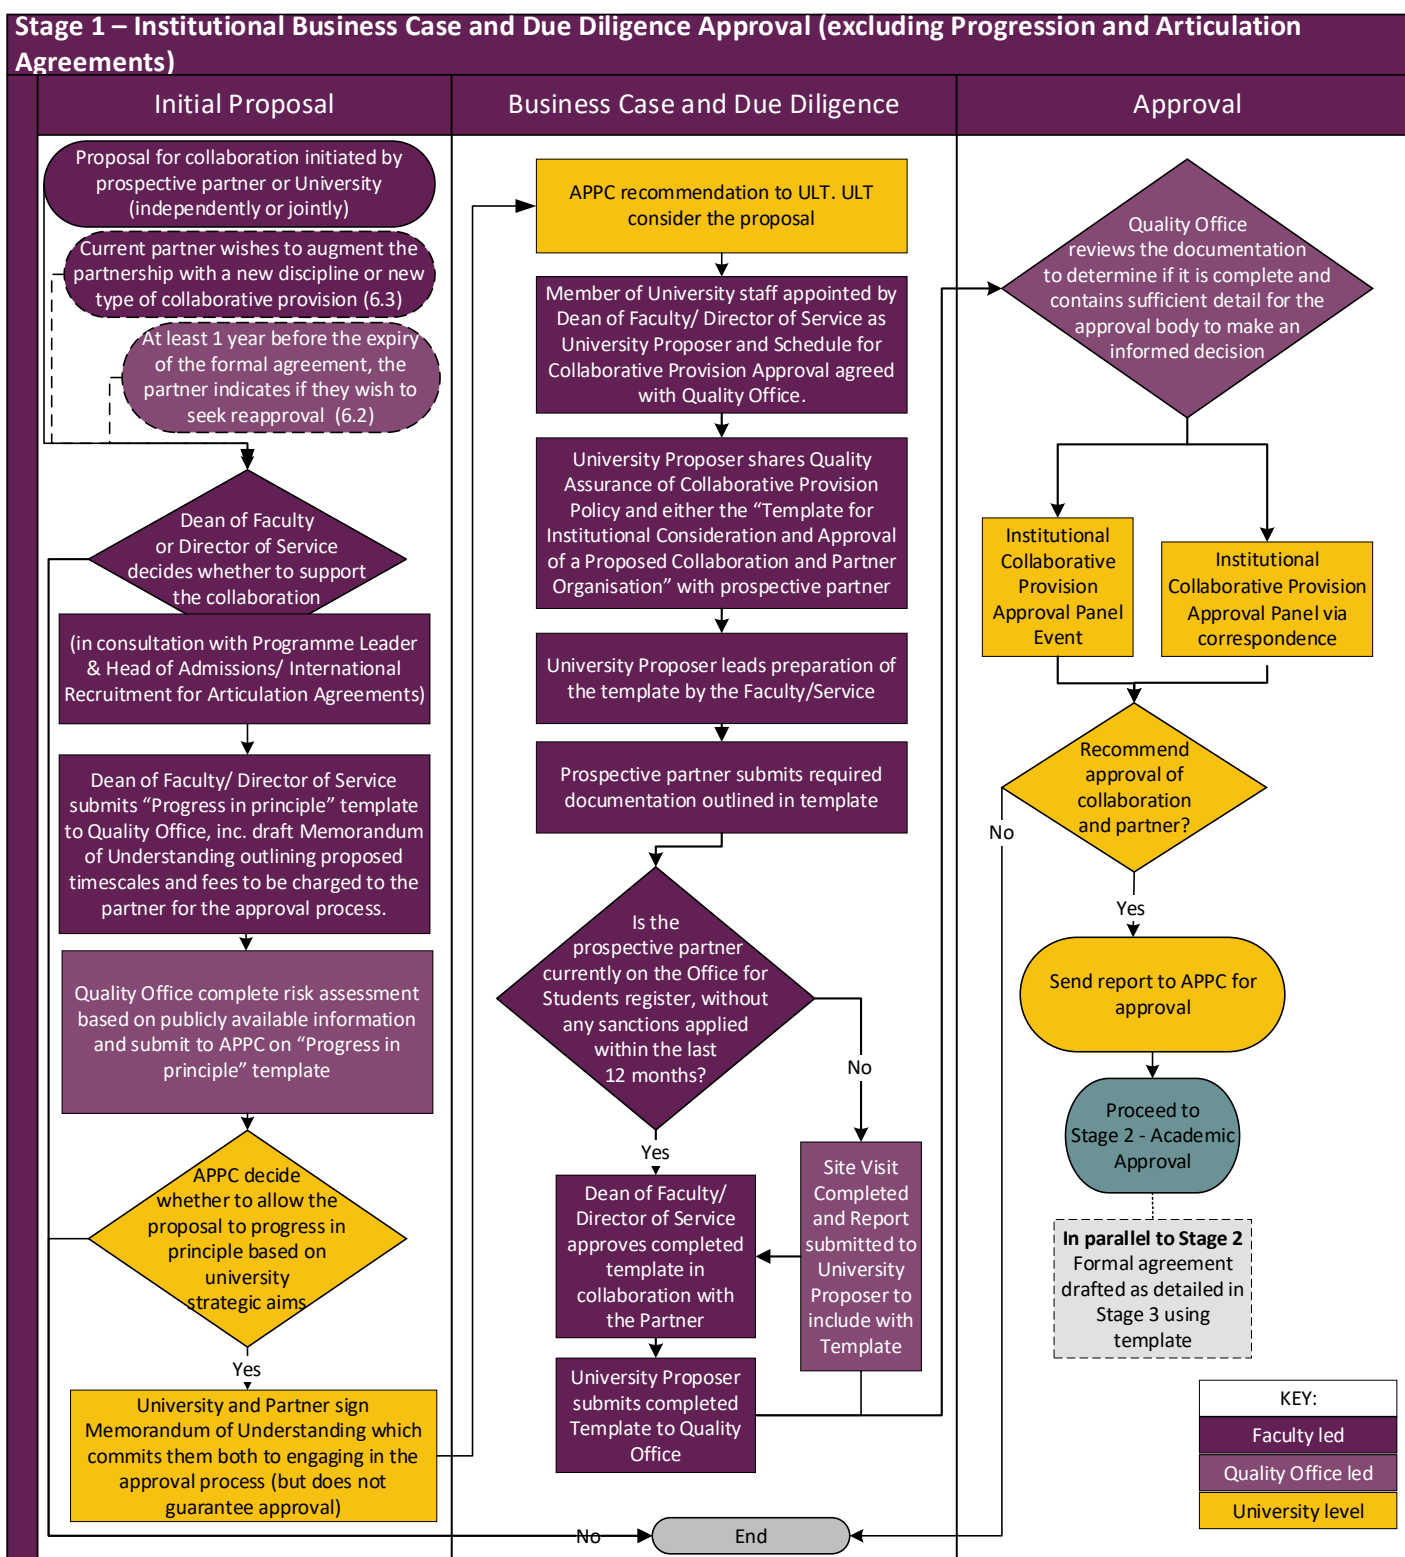 Stage 1 – Institutional Business Case and Due Diligence Approval (excluding Progression and Articulation
Agreements)
Initial Proposal
Business Case and Due Diligence
Approval
Proposal for collaboration initiated by
prospective partner or University
(independently or jointly)
Current partner wishes to augment the
partnership with a new discipline or new
type of collaborative provision (6.3)
At least 1 year before the expiry
of the formal agreement, the
partner indicates if they wish to
seek reapproval (6.2)
Dean of Faculty
or Director of Service
decides whether to support
the collaboration
(in consultation with Programme Leader
& Head of Admissions/ International
Recruitment for Articulation Agreements)
Dean of Faculty/ Director of Service
submits “Progress in principle” template
to Quality Office, inc. draft Memorandum
of Understanding outlining proposed
timescales and fees to be charged to the
partner for the approval process.
Quality Office complete risk assessment
based on publicly available information
and submit to APPC on “Progress in
principle” template
APPC decide
whether to allow the
proposal to progress in
principle based on
university
strategic aims
Yes
University and Partner sign
Memorandum of Understanding which
commits them both to engaging in the
approval process (but does not
guarantee approval)
No
End
APPC recommendation to ULT. ULT
consider the proposal
Member of University staff appointed by
Dean of Faculty/ Director of Service as
University Proposer and Schedule for
Collaborative Provision Approval agreed
with Quality Office.
University Proposer shares Quality
Assurance of Collaborative Provision
Policy and either the “Template for
Institutional Consideration and Approval
of a Proposed Collaboration and Partner
Organisation” with prospective partner
University Proposer leads preparation of
the template by the Faculty/Service
Prospective partner submits required
documentation outlined in template
Is the
prospective partner
currently on the Office for
Students register, without
any sanctions applied
within the last
12 months?
No
Yes
Dean of Faculty/
Director of Service
approves completed
template in
collaboration with
the Partner
Site Visit
Completed
and Report
submitted to
University
Proposer to
include with
Template
University Proposer
submits completed
Template to Quality
Office
Quality Office
reviews the documentation
to determine if it is complete and
contains sufficient detail for the
approval body to make an
informed decision
Institutional
Collaborative
Provision
Approval Panel
Event
Institutional
Collaborative Provision
Approval Panel via
correspondence
Recommend
approval of
collaboration
and partner?
No
Yes
Send report to APPC for
approval
Proceed to
Stage 2 - Academic
Approval
In parallel to Stage 2
Formal agreement
drafted as detailed in
Stage 3 using
template
KEY:
Faculty led
Quality Office led
University level